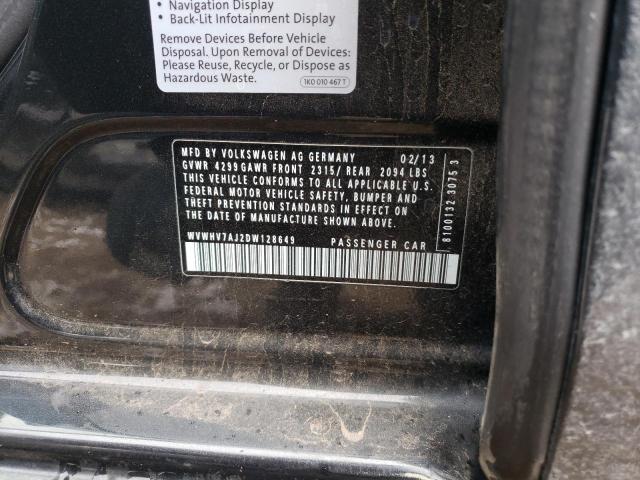 • Navigation Display
• Back-Lit Infotainment Display
Remove Devices Before Vehicle
Disposal. Upon Removal of Devices:
Please Reuse, Recycle, or Dispose as
Hazardous Waste.
1K0 010 467 T
MFD BY VOLKSWAGEN AG GERMANY 02/13
GVWR 4299 GAWR FRONT 2315/ REAR 2094 LBS
THIS VEHICLE CONFORMS TO ALL APPLICABLE U.S.
FEDERAL MOTOR VEHICLE SAFETY, BUMPER AND
THEFT PREVENTION STANDARDS IN EFFECT ON
THE DATE OF MANUFACTURE SHOWN ABOVE.
WVWHV7AJ2DW128649 PASSENGER CAR
8100132 3075 3